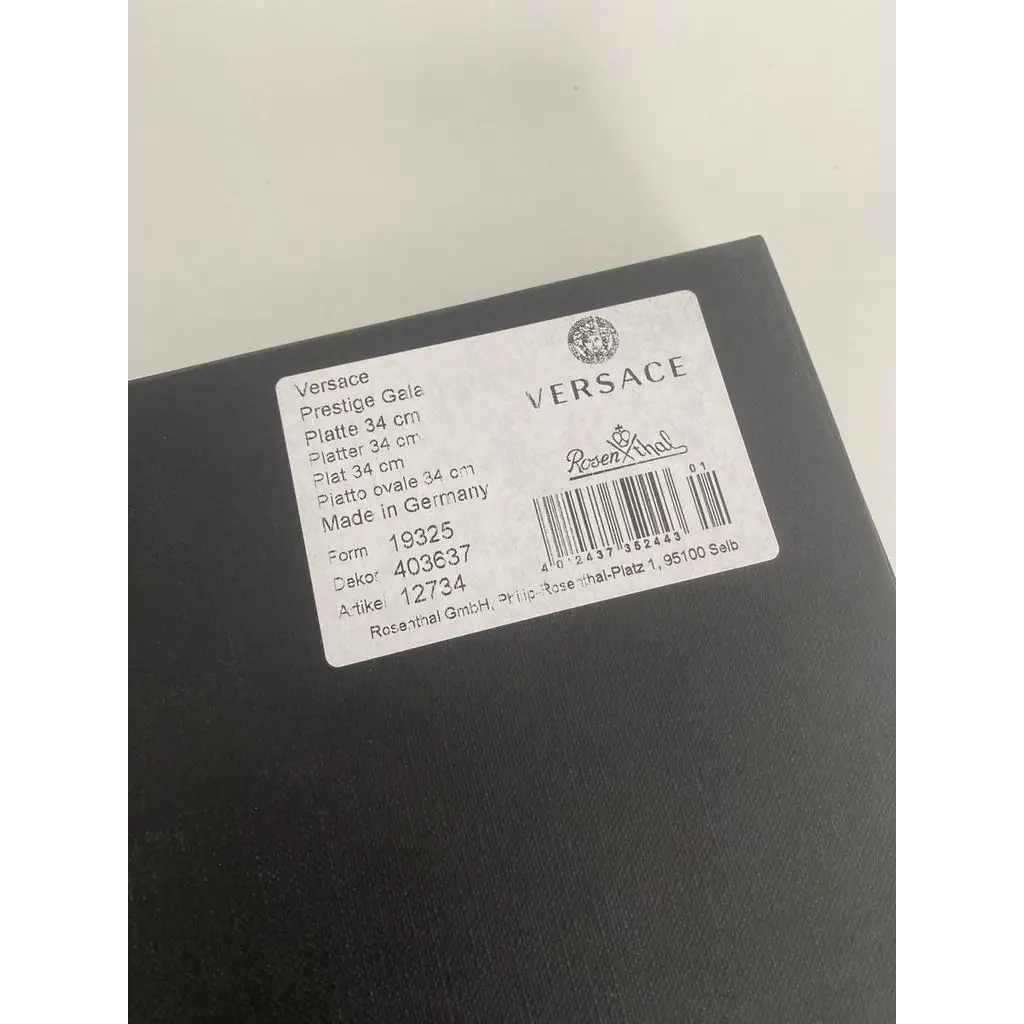 Versace
Prestige Gala
Platte 34 cm
Platter 34 cm
Plat 34 cm
Piatto ovale 34 cm
Made in Germany
Form 19325
Dekor 403637
Artikel 12734
Rosenthal GmbH, Philip-Rosenthal-Platz 1, 95100 Selb
VERSACE
Rosenthal
01
4 012437 352443